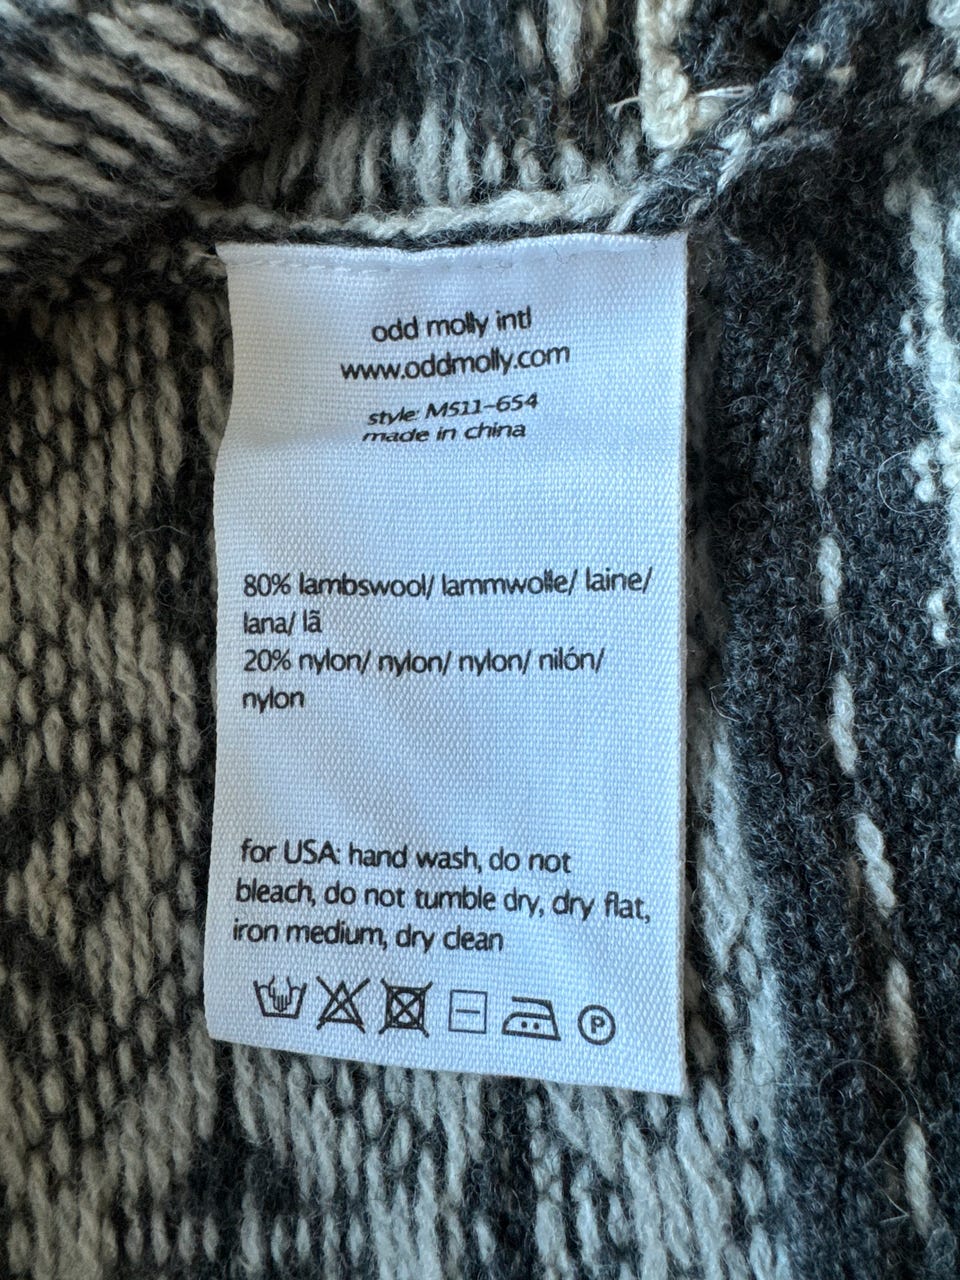 odd molly intl
www.oddmolly.com
style: M511-654
made in china
80% lambswool/ lammwolle/ laine/
lana/ lã
20% nylon/ nylon/ nylon/ nilón/
nylon
for USA: hand wash, do not
bleach, do not tumble dry, dry flat,
iron medium, dry clean
P